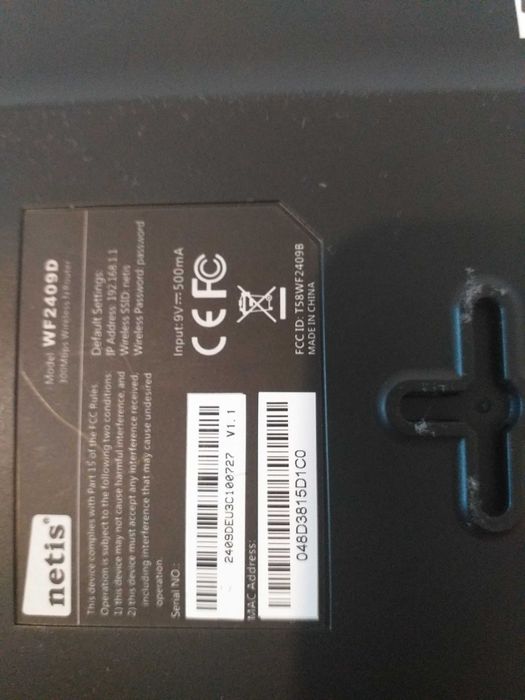 netis
Model WF2409D
300Mbps Wireless N Router
This device complies with Part 15 of the FCC Rules.
Operation is subject to the following two conditions:
1) this device may not cause harmful interference, and
2) this device must accept any interference received,
including interference that may cause undesired
operation.
Default Settings:
IP Address: 192.168.1.1
Wireless SSID: netis
Wireless Password: password
Serial NO.:
2409DEU3C100727 V1.1
Input:9V⎓500mA
CE FC
MAC Address:
048D3815D1C0
FCC ID: T58WF2409B
MADE IN CHINA